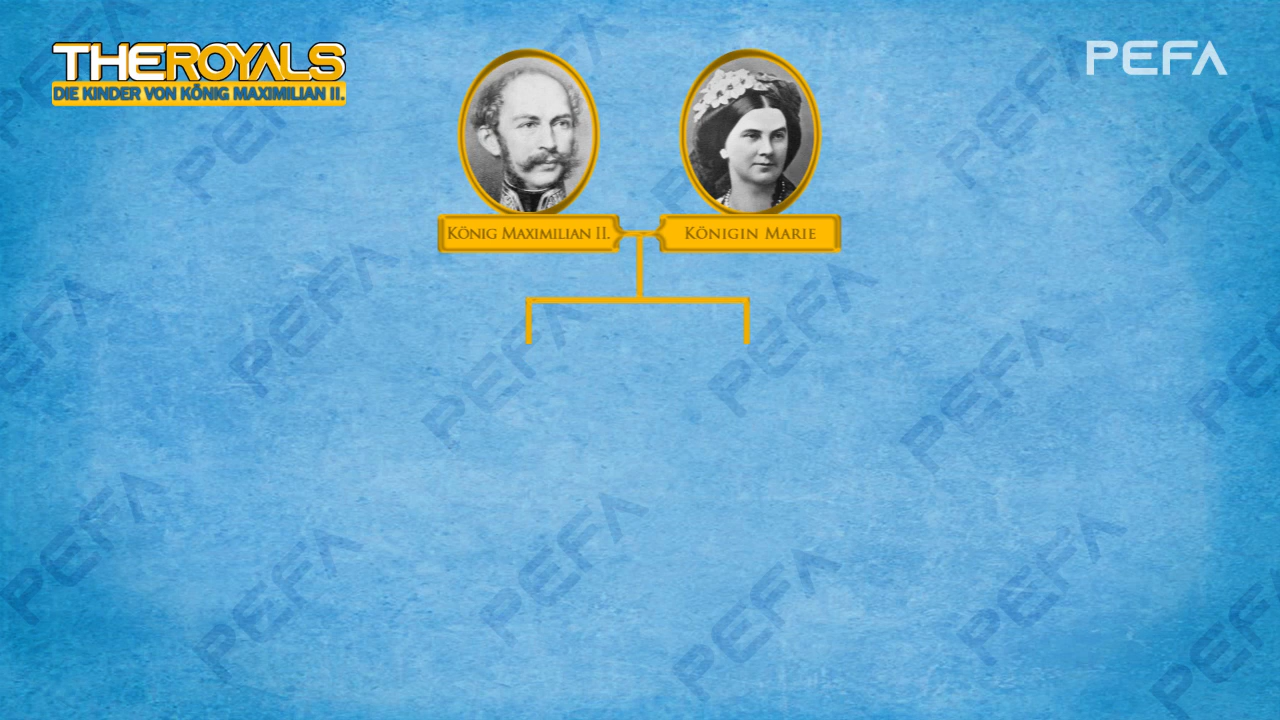 THEROYALS
DIE KINDER VON KÖNIG MAXIMILIAN II.
PEFA
KÖNIG MAXIMILIAN II.
KÖNIGIN MARIE